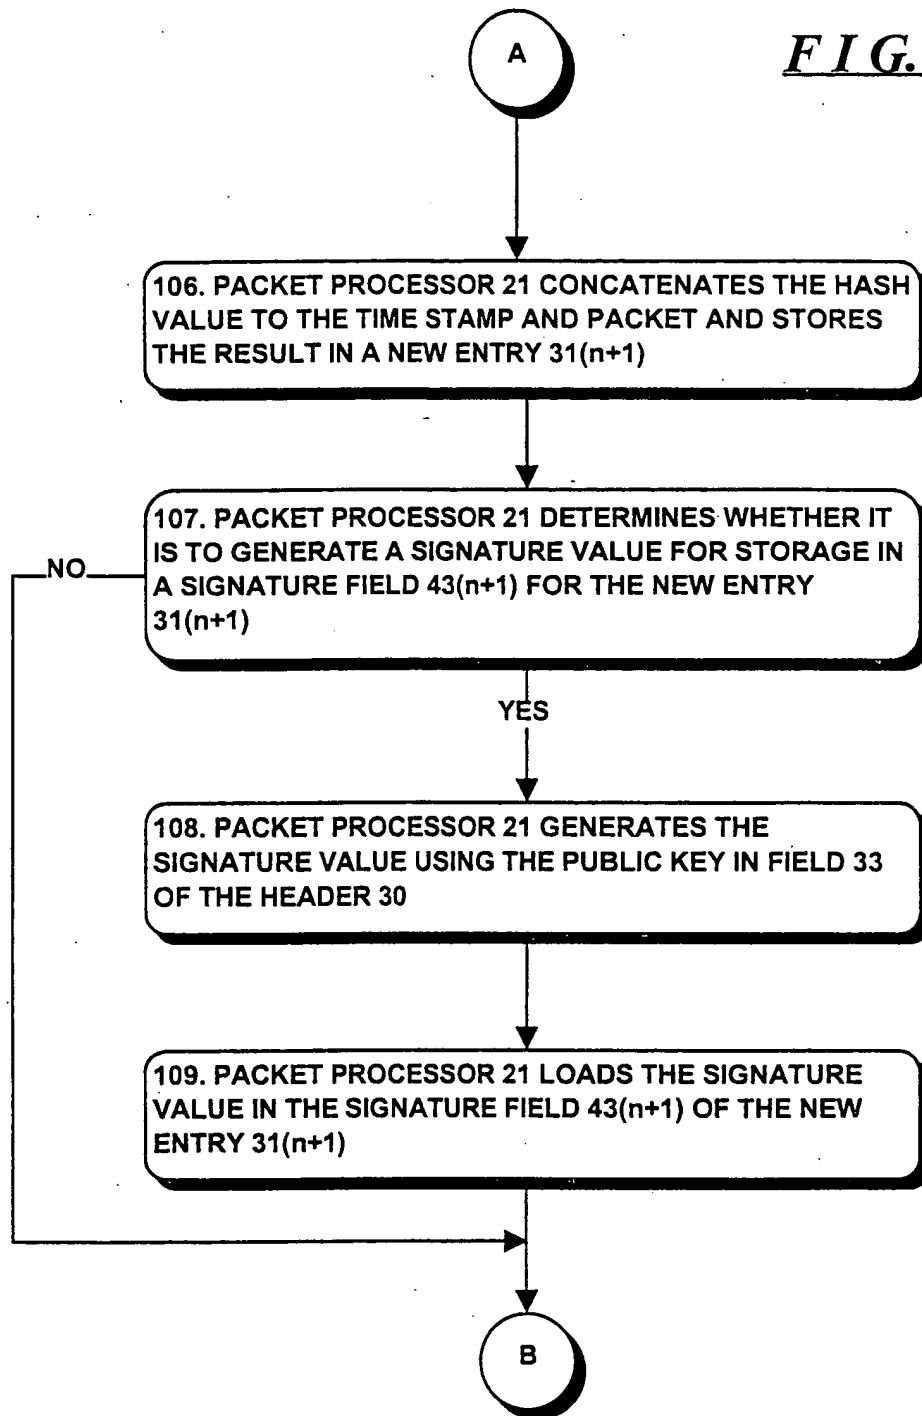 A
FIG.
106. PACKET PROCESSOR 21 CONCATENATES THE HASH
VALUE TO THE TIME STAMP AND PACKET AND STORES
THE RESULT IN A NEW ENTRY 31(n+1)
107. PACKET PROCESSOR 21 DETERMINES WHETHER IT
IS TO GENERATE A SIGNATURE VALUE FOR STORAGE IN
A SIGNATURE FIELD 43(n+1) FOR THE NEW ENTRY
31(n+1)
NO
YES
108. PACKET PROCESSOR 21 GENERATES THE
SIGNATURE VALUE USING THE PUBLIC KEY IN FIELD 33
OF THE HEADER 30
109. PACKET PROCESSOR 21 LOADS THE SIGNATURE
VALUE IN THE SIGNATURE FIELD 43(n+1) OF THE NEW
ENTRY 31(n+1)
B